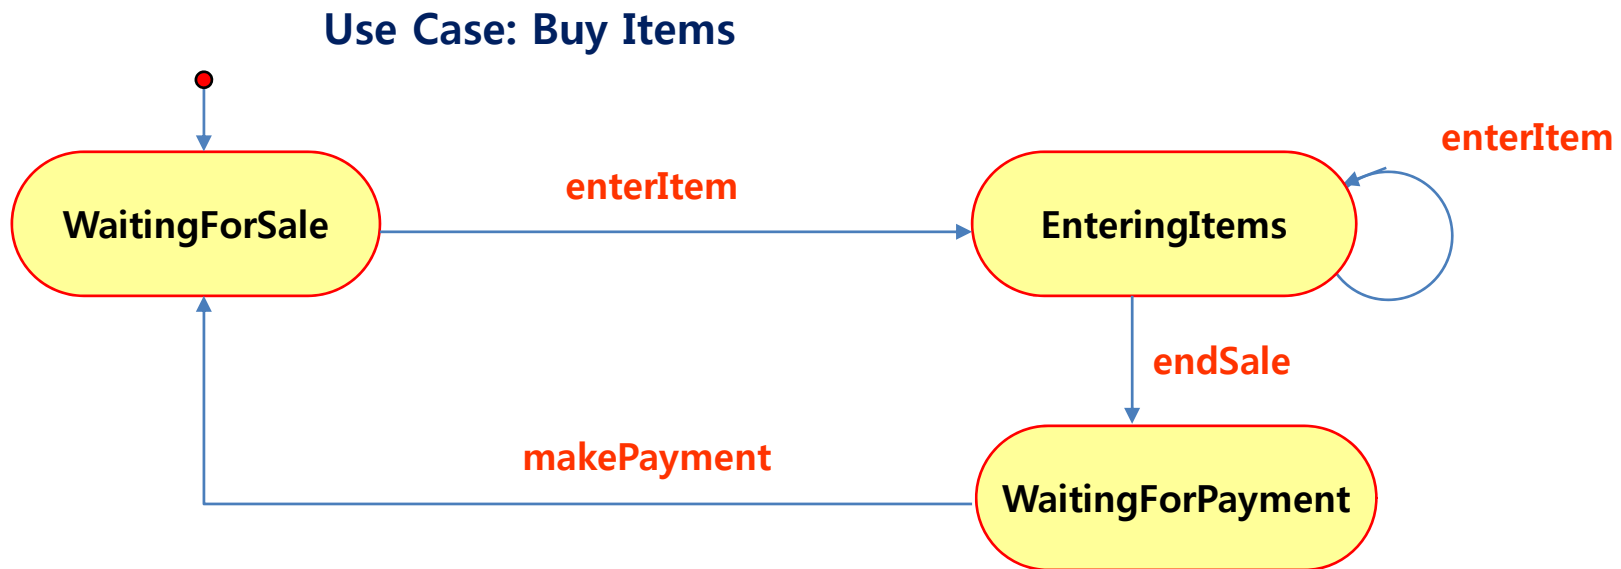 Use Case: Buy Items
enterItem
enterItem
WaitingForSale
EnteringItems
endSale
makePayment
WaitingForPayment